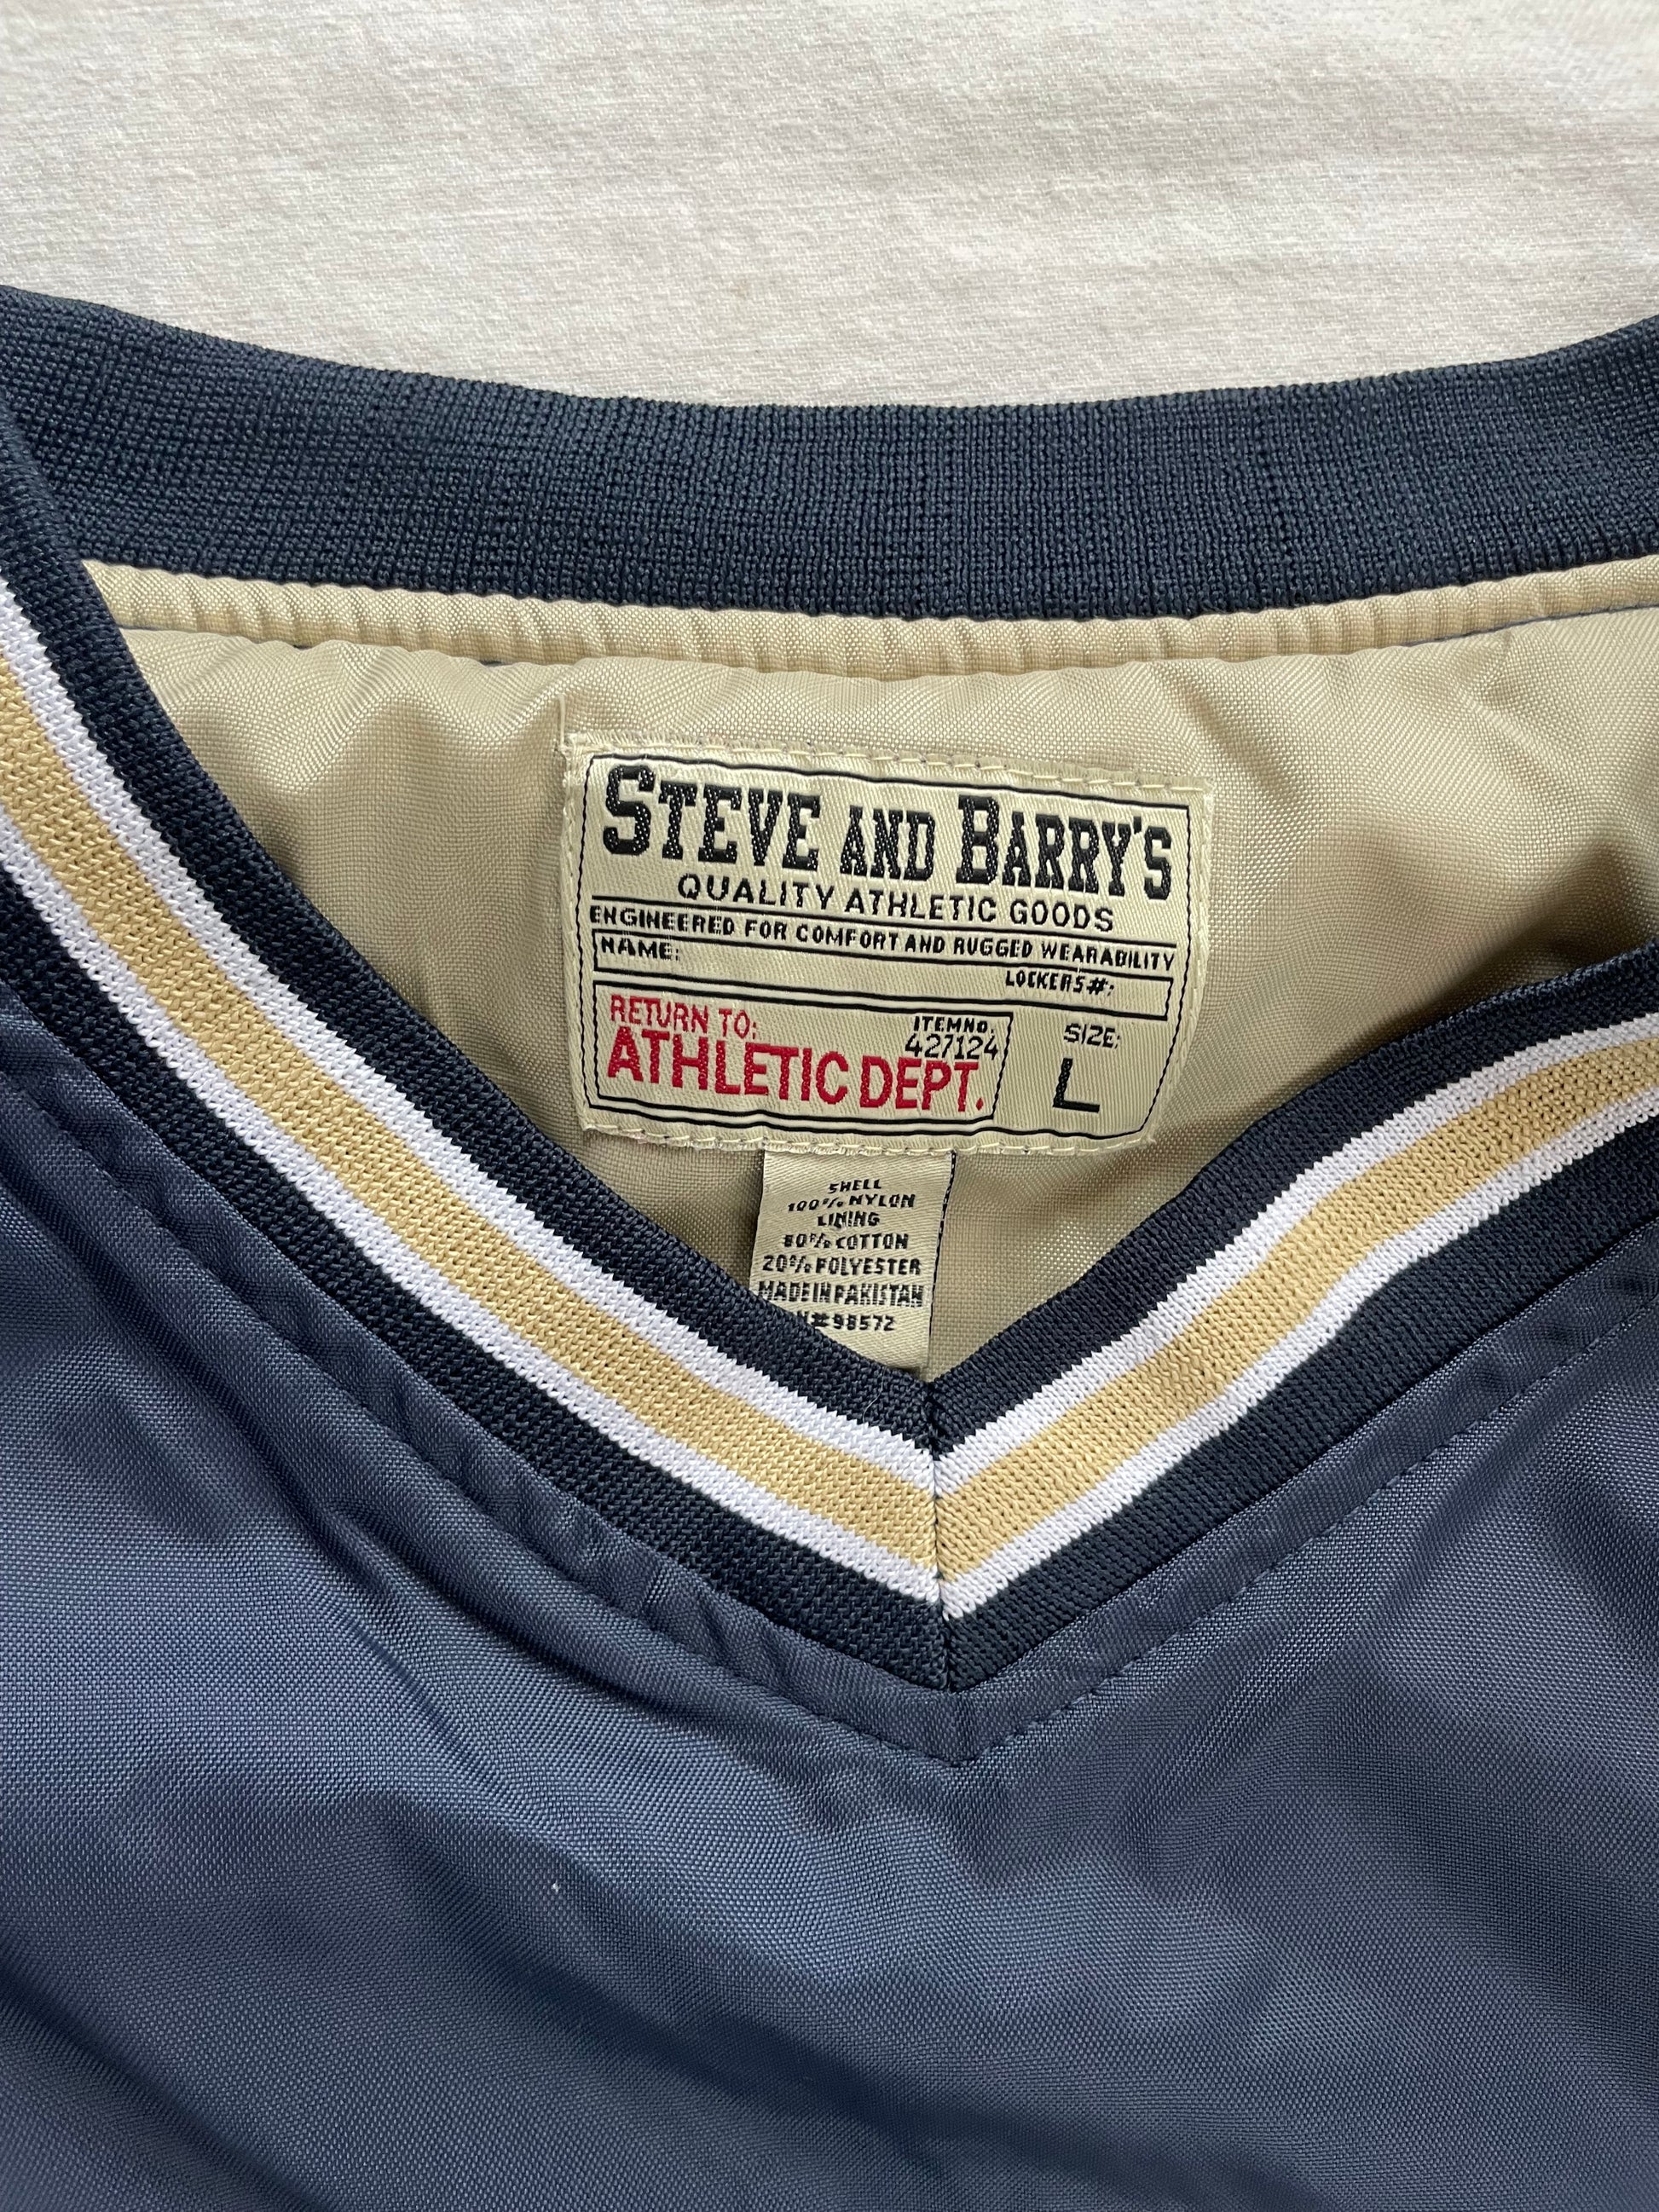 STEVE AND BARRY'S
QUALITY ATHLETIC GOODS
ENGINEERED FOR COMFORT AND RUGGED WEARABILITY
NAME:
LOCKERS#:
RETURN TO:
ATHLETIC DEPT.
ITEMNO.
427124
SIZE:
L
SHELL
100% NYLON
LINING
80% COTTON
20% POLYESTER
MADE IN PAKISTAN
N#98572